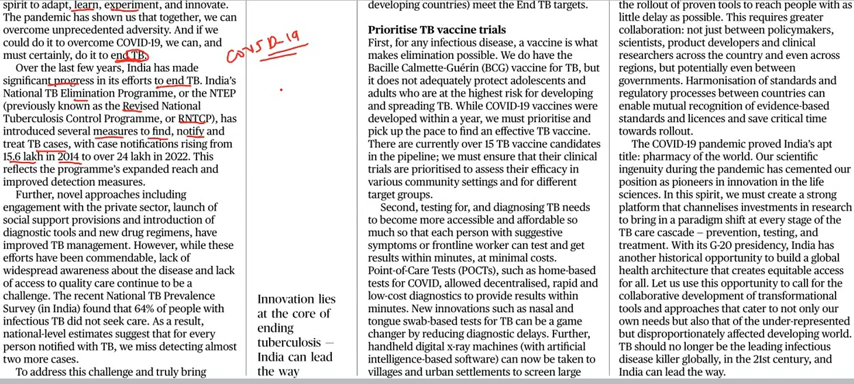 spirit to adapt, learn, experiment, and innovate.
The pandemic has shown us that together, we can
overcome unprecedented adversity. And if we
could do it to overcome COVID-19, we can, and
must certainly, do it to end TB.
Over the last few years, India has made
significant progress in its efforts to end TB. India's
National TB Elimination Programme, or the NTEP
(previously known as the Revised National
Tuberculosis Control Programme, or RNTCP), has
introduced several measures to find, notify and
treat TB cases, with case notifications rising from
15.6 lakh in 2014 to over 24 lakh in 2022. This
reflects the programme's expanded reach and
improved detection measures.
Further, novel approaches including
engagement with the private sector, launch of
social support provisions and introduction of
diagnostic tools and new drug regimens, have
improved TB management. However, while these
efforts have been commendable, lack of
widespread awareness about the disease and lack
of access to quality care continue to be a
challenge. The recent National TB Prevalence
Survey (in India) found that 64% of people with
infectious TB did not seek care. As a result,
national-level estimates suggest that for every
person notified with TB, we miss detecting almost
two more cases.
To address this challenge and truly bring
COVID-19
Innovation lies
at the core of
ending
tuberculosis —
India can lead
the way
developing countries) meet the End TB targets.
Prioritise TB vaccine trials
First, for any infectious disease, a vaccine is what
makes elimination possible. We do have the
Bacille Calmette-Guérin (BCG) vaccine for TB, but
it does not adequately protect adolescents and
adults who are at the highest risk for developing
and spreading TB. While COVID-19 vaccines were
developed within a year, we must prioritise and
pick up the pace to find an effective TB vaccine.
There are currently over 15 TB vaccine candidates
in the pipeline; we must ensure that their clinical
trials are prioritised to assess their efficacy in
various community settings and for different
target groups.
Second, testing for, and diagnosing TB needs
to become more accessible and affordable so
much so that each person with suggestive
symptoms or frontline worker can test and get
results within minutes, at minimal costs.
Point-of-Care Tests (POCTs), such as home-based
tests for COVID, allowed decentralised, rapid and
low-cost diagnostics to provide results within
minutes. New innovations such as nasal and
tongue swab-based tests for TB can be a game
changer by reducing diagnostic delays. Further,
handheld digital x-ray machines (with artificial
intelligence-based software) can now be taken to
villages and urban settlements to screen large
the rollout of proven tools to reach people with as
little delay as possible. This requires greater
collaboration: not just between policymakers,
scientists, product developers and clinical
researchers across the country and even across
regions, but potentially even between
governments. Harmonisation of standards and
regulatory processes between countries can
enable mutual recognition of evidence-based
standards and licences and save critical time
towards rollout.
The COVID-19 pandemic proved India's apt
title: pharmacy of the world. Our scientific
ingenuity during the pandemic has cemented our
position as pioneers in innovation in the life
sciences. In this spirit, we must create a strong
platform that channelises investments in research
to bring in a paradigm shift at every stage of the
TB care cascade – prevention, testing, and
treatment. With its G-20 presidency, India has
another historical opportunity to build a global
health architecture that creates equitable access
for all. Let us use this opportunity to call for the
collaborative development of transformational
tools and approaches that cater to not only our
own needs but also that of the under-represented
but disproportionately affected developing world.
TB should no longer be the leading infectious
disease killer globally, in the 21st century, and
India can lead the way.